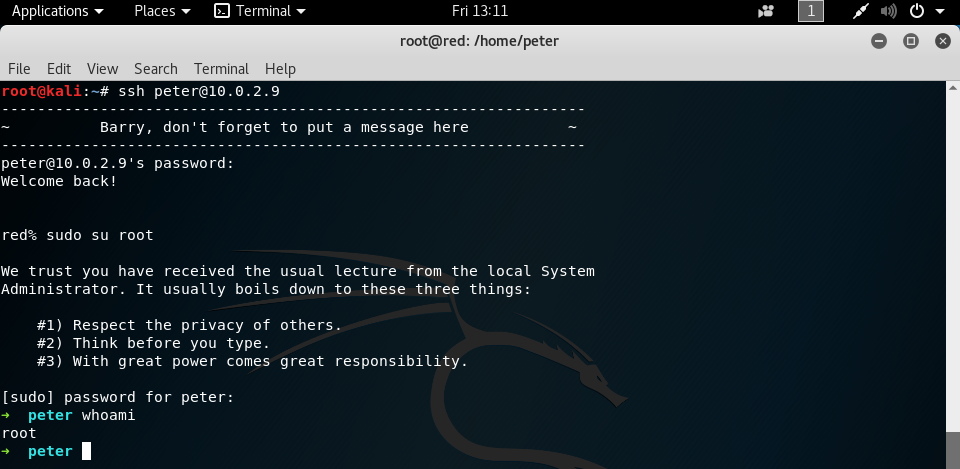 Applications Places Terminal Fri 13:11 1
root@red: /home/peter
File Edit View Search Terminal Help
root@kali:~# ssh peter@10.0.2.9
-----------------------------------------------------------------
~          Barry, don't forget to put a message here           ~
-----------------------------------------------------------------
peter@10.0.2.9's password:
Welcome back!
red% sudo su root
We trust you have received the usual lecture from the local System
Administrator. It usually boils down to these three things:
#1) Respect the privacy of others.
#2) Think before you type.
#3) With great power comes great responsibility.
[sudo] password for peter:
➜  peter whoami
root
➜  peter